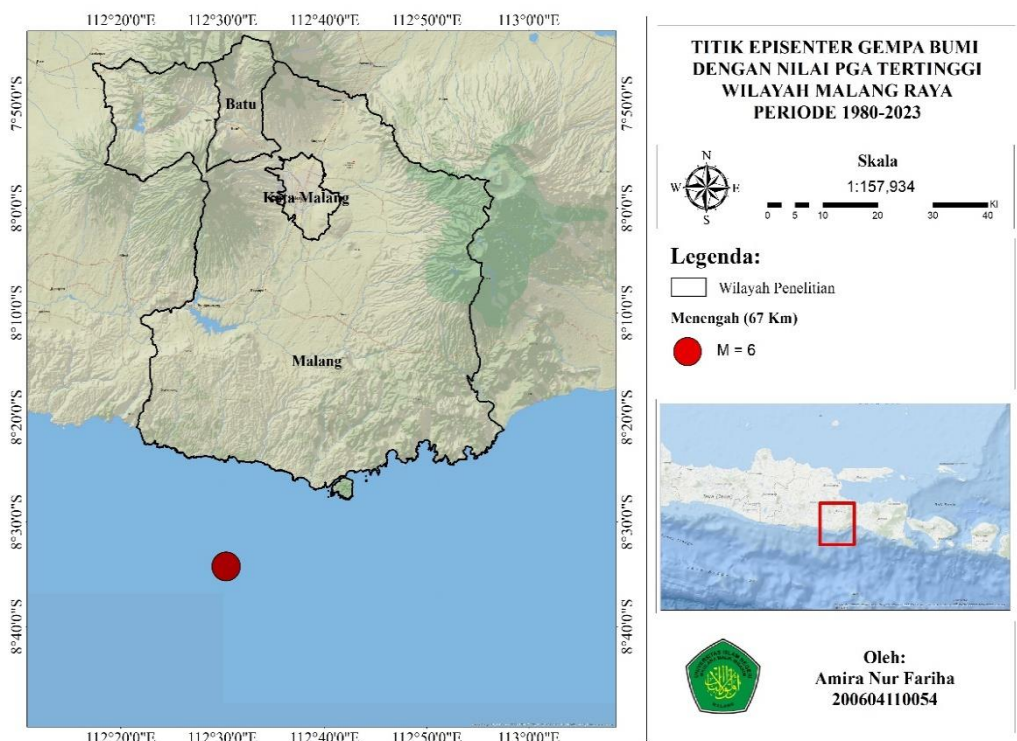 112°20'0"E 112°30'0"E 112°40'0"E 112°50'0"E 113°0'0"E
7°50'0"S
8°0'0"S
8°10'0"S
8°20'0"S
8°30'0"S
8°40'0"S
Batu
Kota Malang
Malang
7°50'0"S
8°0'0"S
8°10'0"S
8°20'0"S
8°30'0"S
8°40'0"S
112°20'0"E 112°30'0"E 112°40'0"E 112°50'0"E 113°0'0"E
TITIK EPISENTER GEMPA BUMI
DENGAN NILAI PGA TERTINGGI
WILAYAH MALANG RAYA
PERIODE 1980-2023
N
W E
S
Skala
1:157,934
0 5 10 20 30 40 Kl
Legenda:
Wilayah Penelitian
Menengah (67 Km)
M = 6
Oleh:
Amira Nur Fariha
200604110054